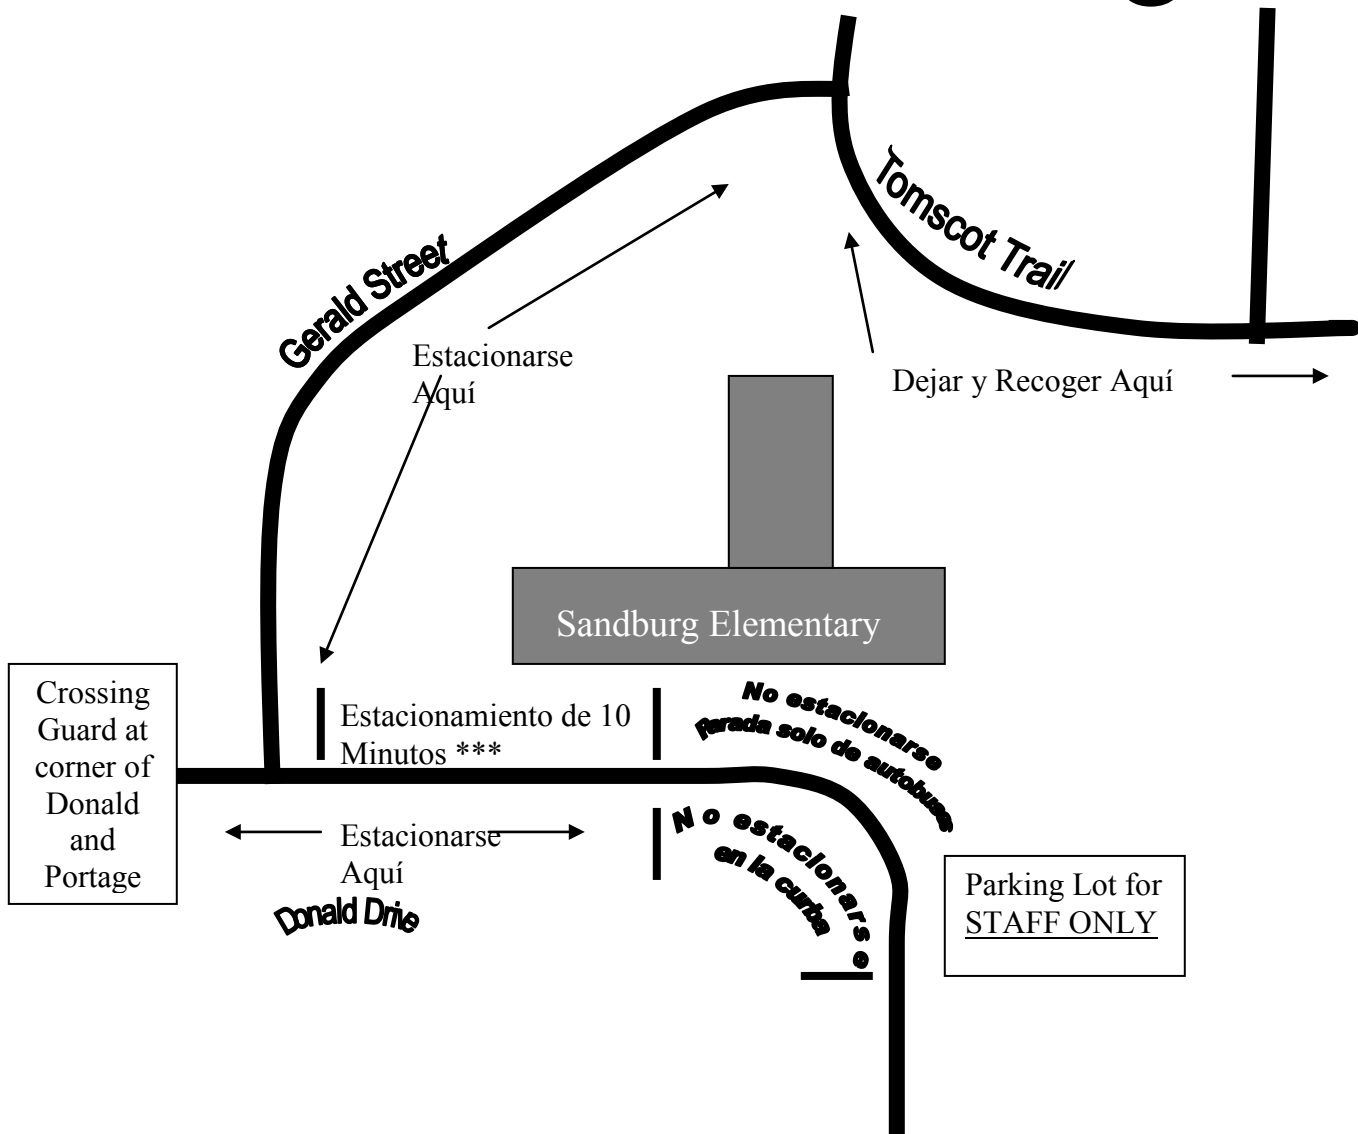 Tomscot Trail
Gerald Street
Estacionarse
Aquí
Dejar y Recoger Aquí
Sandburg Elementary
Crossing
Guard at
corner of
Donald
and
Portage
Estacionamiento de 10
Minutos ***
No estacionarse
parada solo de autobuses
Estacionarse
Aquí
Donald Drive
No estacionarse
en la curba
Parking Lot for
STAFF ONLY